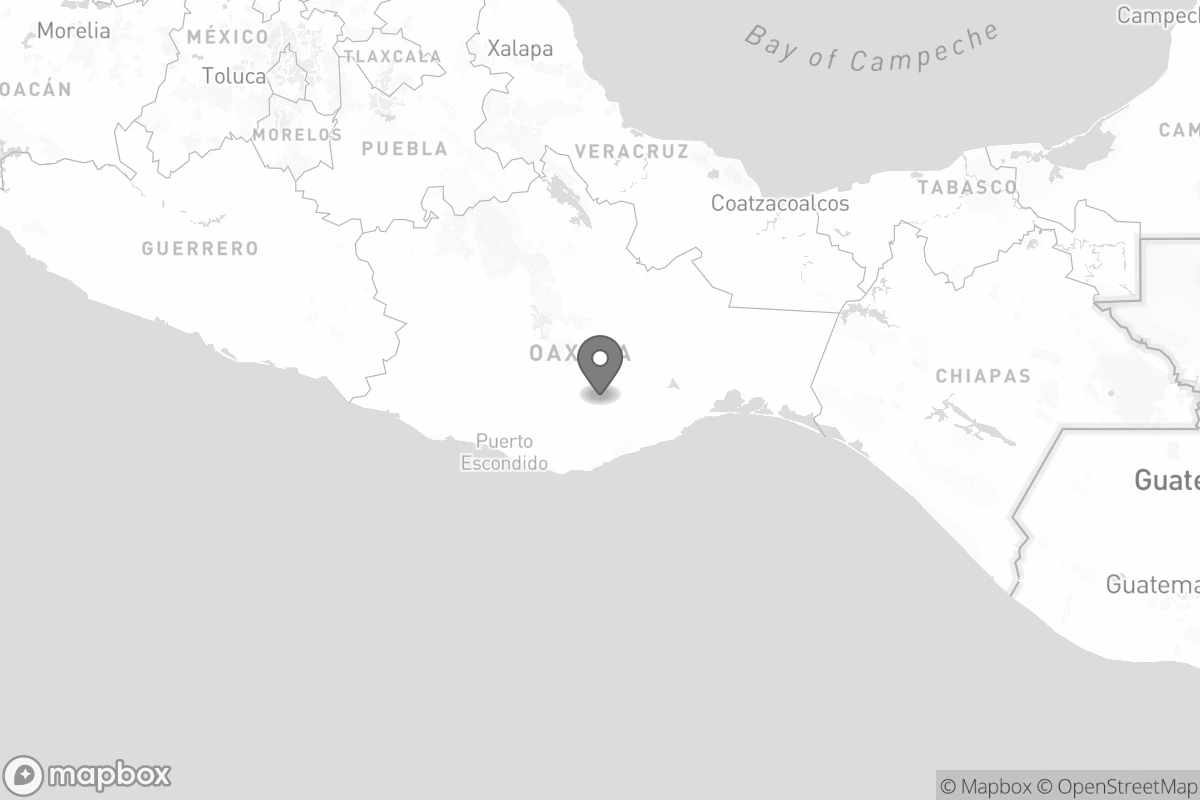 Campech
Morelia
MÉXICO
Bay of Campeche
Xalapa
TLAXCALA
Toluca
OACÁN
MORELOS
PUEBLA
VERACRUZ
CAM
TABASCO
Coatzacoalcos
GUERRERO
OAX A
CHIAPAS
Puerto
Escondido
Guate
Guatema
mapbox
© Mapbox © OpenStreetMap